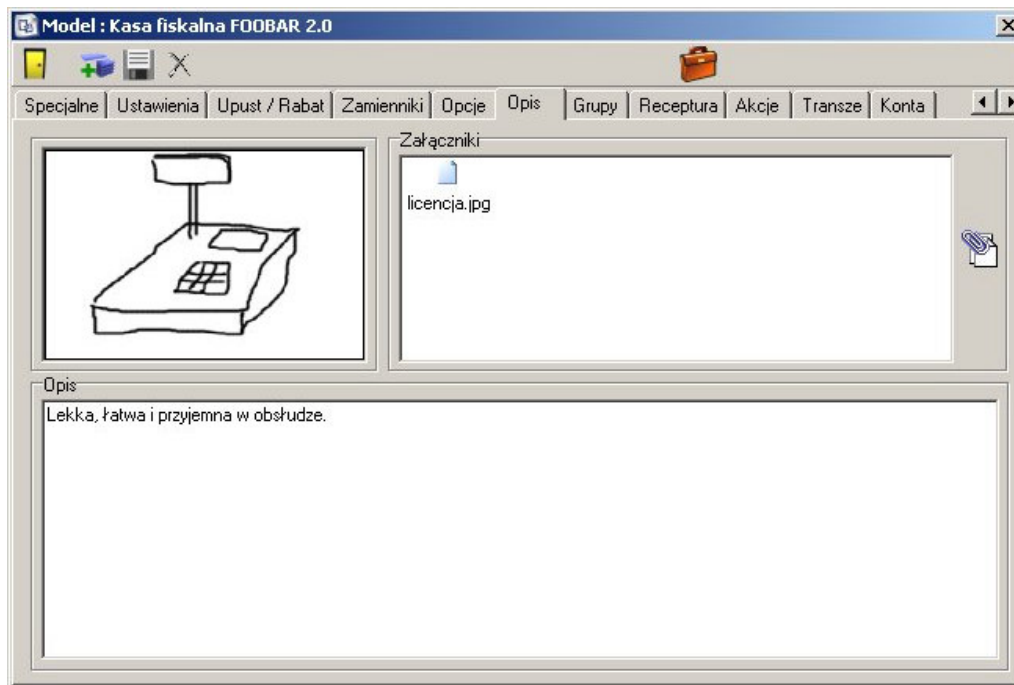 Model : Kasa fiskalna FOOBAR 2.0
Specjalne Ustawienia Upust / Rabat Zamienniki Opcje Opis Grupy Receptura Akcje Transze Konta
Załączniki
licencja.jpg
Opis
Lekka, łatwa i przyjemna w obsłudze.